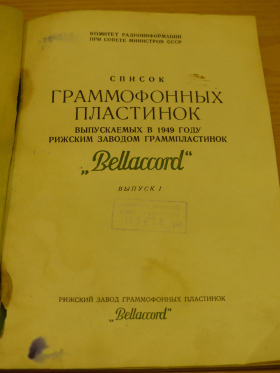 КОМИТЕТ РАДИОИНФОРМАЦИИ
ПРИ СОВЕТЕ МИНИСТРОВ СССР
СПИСОК
ГРАММОФОННЫХ
ПЛАСТИНОК
ВЫПУСКАЕМЫХ В 1949 ГОДУ
РИЖСКИМ ЗАВОДОМ ГРАММПЛАСТИНОК
„Bellaccord“
ВЫПУСК I
РИЖСКИЙ ЗАВОД ГРАММОФОННЫХ ПЛАСТИНОК
„Bellaccord“